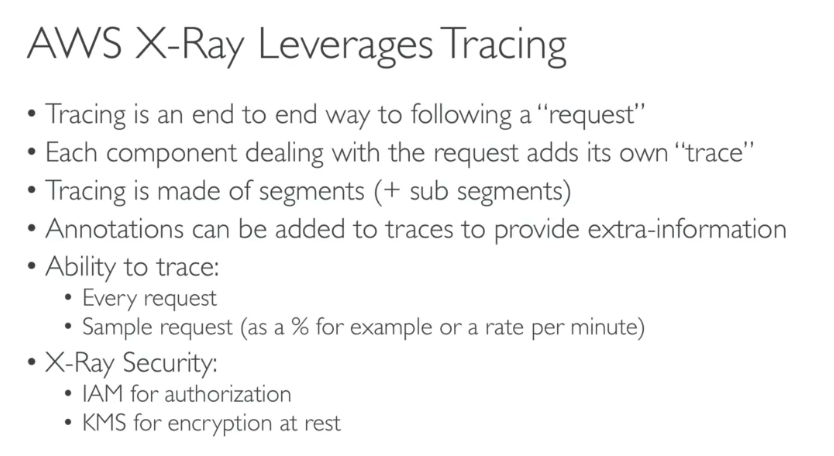 AWS X-Ray Leverages Tracing
• Tracing is an end to end way to following a “request”
• Each component dealing with the request adds its own “trace”
• Tracing is made of segments (+ sub segments)
• Annotations can be added to traces to provide extra-information
• Ability to trace:
• Every request
• Sample request (as a % for example or a rate per minute)
• X-Ray Security:
• IAM for authorization
• KMS for encryption at rest